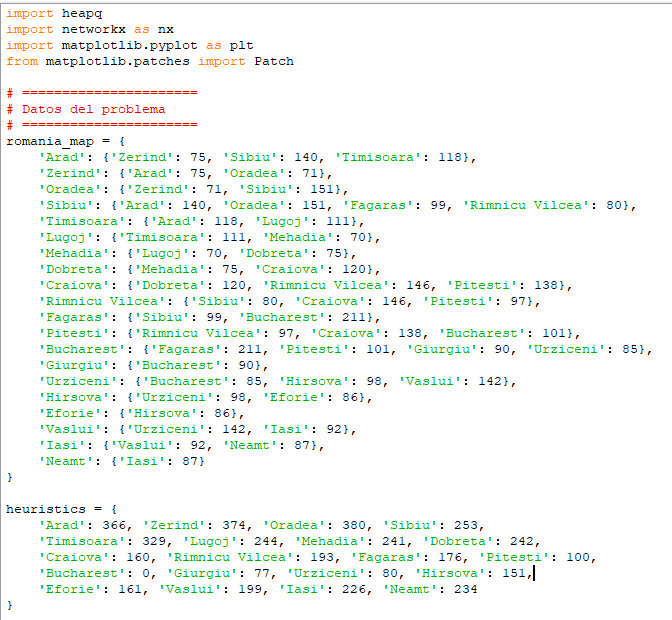 import heapq
import networkx as nx
import matplotlib.pyplot as plt
from matplotlib.patches import Patch

# ======================
# Datos del problema
# ======================
romania_map = {
    'Arad': {'Zerind': 75, 'Sibiu': 140, 'Timisoara': 118},
    'Zerind': {'Arad': 75, 'Oradea': 71},
    'Oradea': {'Zerind': 71, 'Sibiu': 151},
    'Sibiu': {'Arad': 140, 'Oradea': 151, 'Fagaras': 99, 'Rimnicu Vilcea': 80},
    'Timisoara': {'Arad': 118, 'Lugoj': 111},
    'Lugoj': {'Timisoara': 111, 'Mehadia': 70},
    'Mehadia': {'Lugoj': 70, 'Dobreta': 75},
    'Dobreta': {'Mehadia': 75, 'Craiova': 120},
    'Craiova': {'Dobreta': 120, 'Rimnicu Vilcea': 146, 'Pitesti': 138},
    'Rimnicu Vilcea': {'Sibiu': 80, 'Craiova': 146, 'Pitesti': 97},
    'Fagaras': {'Sibiu': 99, 'Bucharest': 211},
    'Pitesti': {'Rimnicu Vilcea': 97, 'Craiova': 138, 'Bucharest': 101},
    'Bucharest': {'Fagaras': 211, 'Pitesti': 101, 'Giurgiu': 90, 'Urziceni': 85},
    'Giurgiu': {'Bucharest': 90},
    'Urziceni': {'Bucharest': 85, 'Hirsova': 98, 'Vaslui': 142},
    'Hirsova': {'Urziceni': 98, 'Eforie': 86},
    'Eforie': {'Hirsova': 86},
    'Vaslui': {'Urziceni': 142, 'Iasi': 92},
    'Iasi': {'Vaslui': 92, 'Neamt': 87},
    'Neamt': {'Iasi': 87}
}

heuristics = {
    'Arad': 366, 'Zerind': 374, 'Oradea': 380, 'Sibiu': 253,
    'Timisoara': 329, 'Lugoj': 244, 'Mehadia': 241, 'Dobreta': 242,
    'Craiova': 160, 'Rimnicu Vilcea': 193, 'Fagaras': 176, 'Pitesti': 100,
    'Bucharest': 0, 'Giurgiu': 77, 'Urziceni': 80, 'Hirsova': 151,
    'Eforie': 161, 'Vaslui': 199, 'Iasi': 226, 'Neamt': 234
}